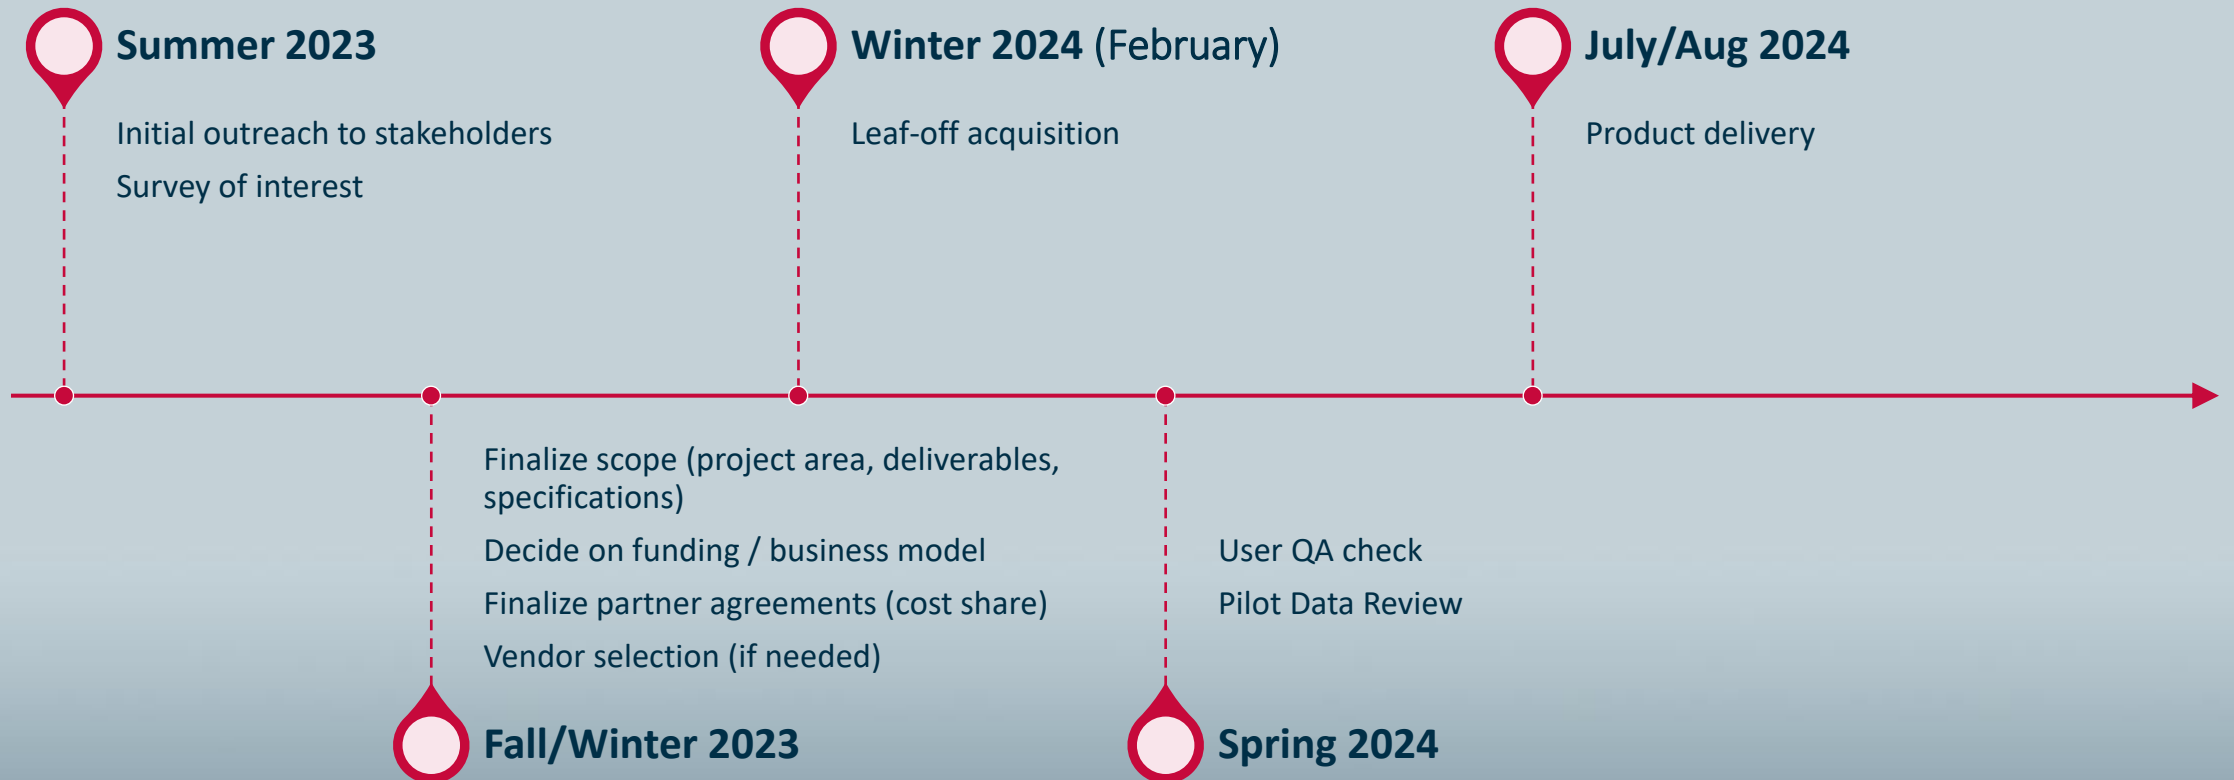 Summer 2023
Initial outreach to stakeholders
Survey of interest
Winter 2024 (February)
Leaf-off acquisition
July/Aug 2024
Product delivery
Finalize scope (project area, deliverables,
specifications)
Decide on funding / business model
Finalize partner agreements (cost share)
Vendor selection (if needed)
Fall/Winter 2023
User QA check
Pilot Data Review
Spring 2024